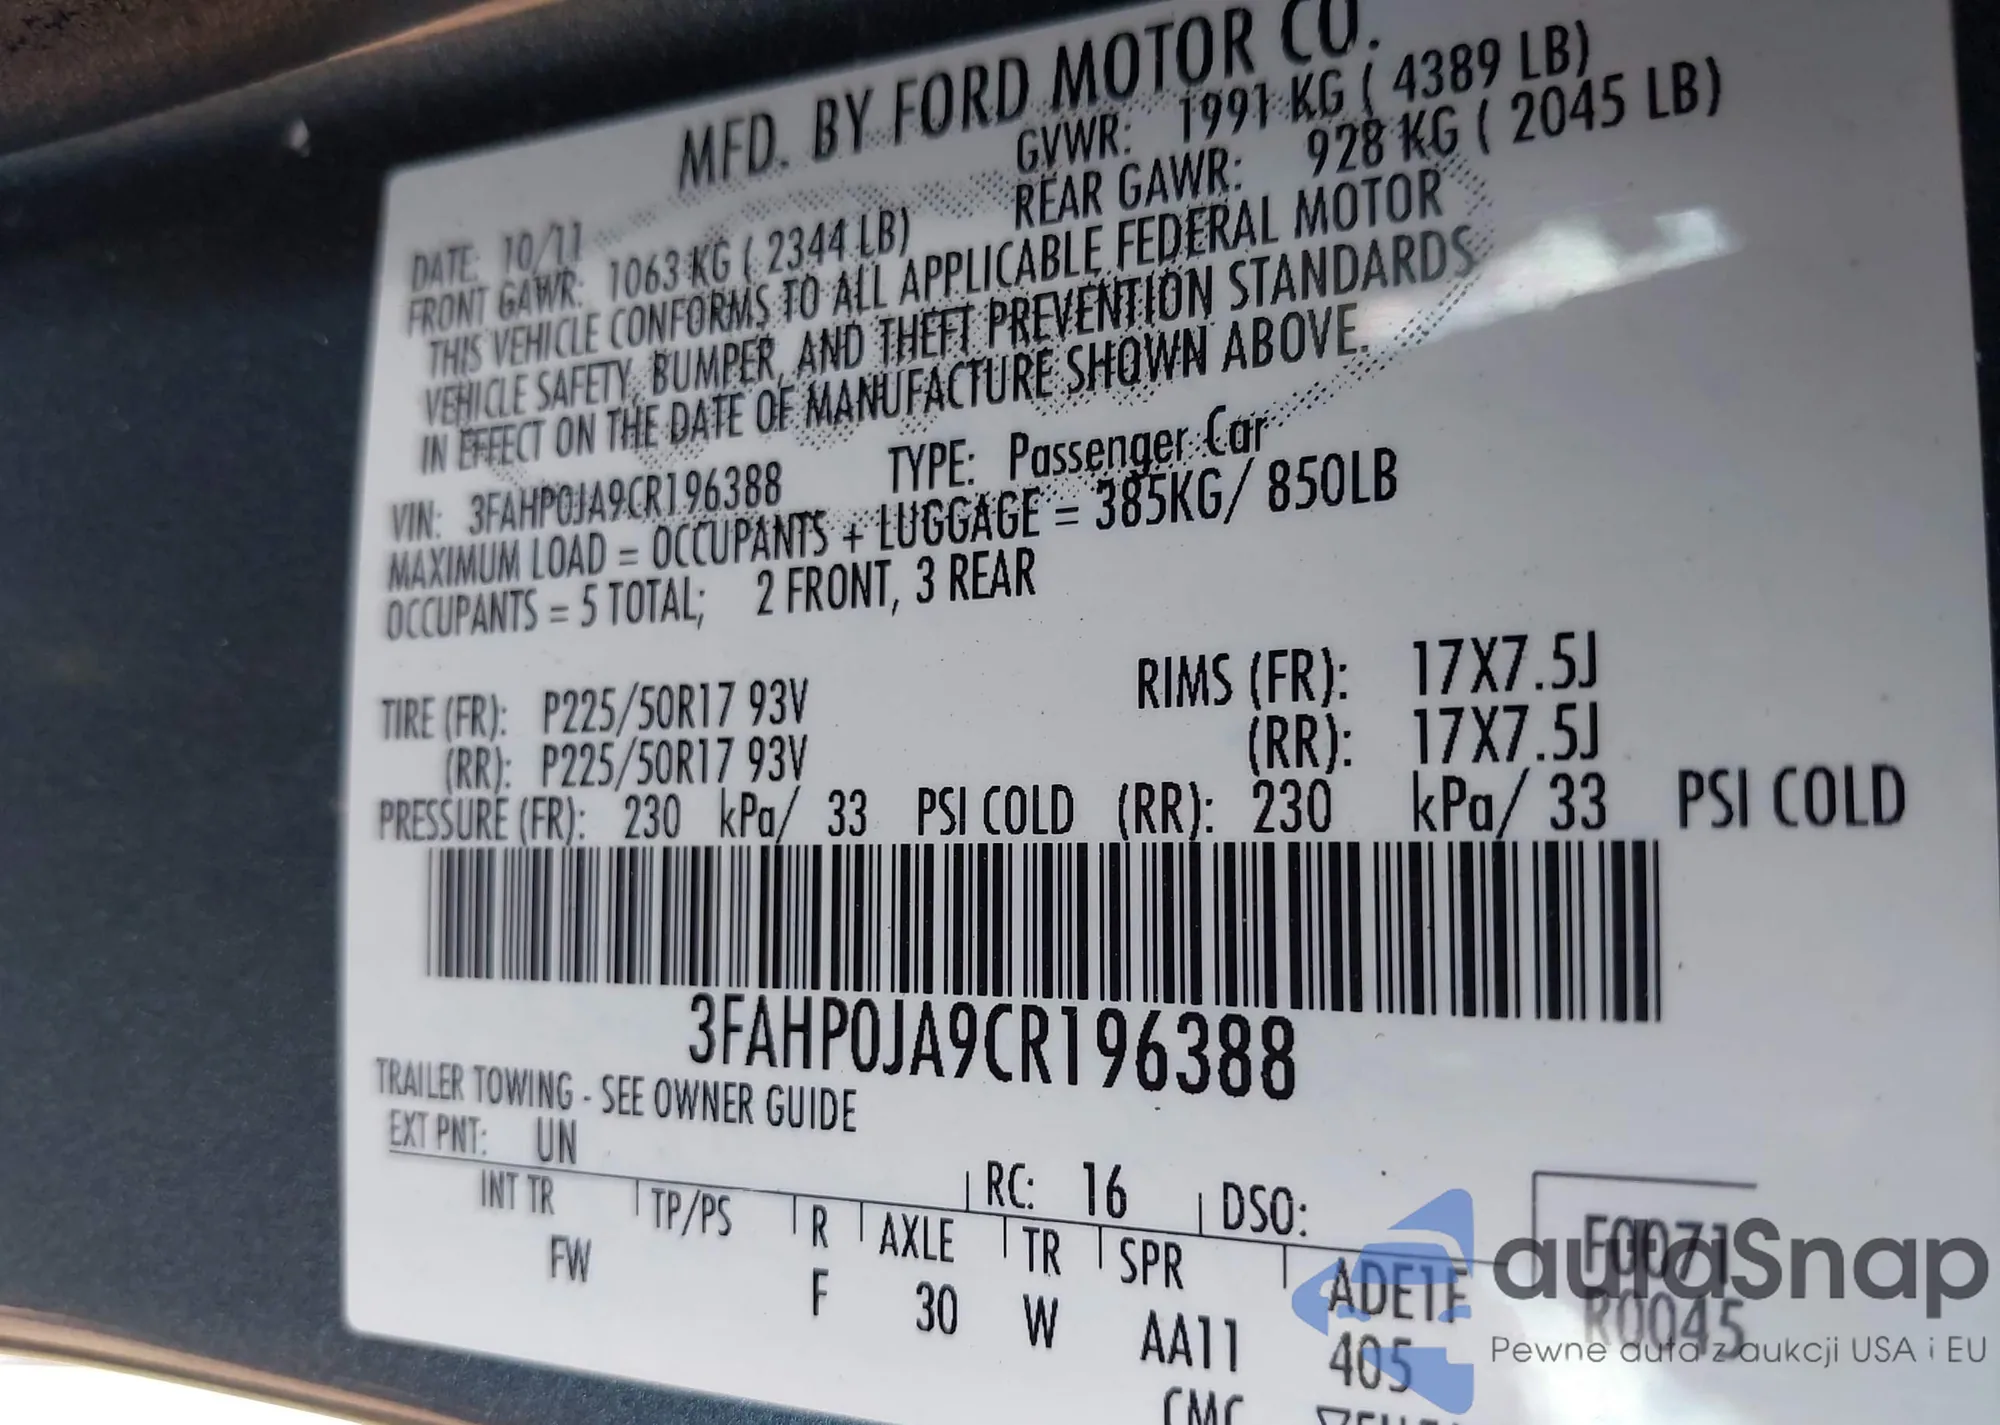 MFD. BY FORD MOTOR CO.
DATE: 10/11 GVWR: 1991 KG ( 4389 LB)
FRONT GAWR: 1063 KG ( 2344 LB) REAR GAWR: 928 KG ( 2045 LB)
THIS VEHICLE CONFORMS TO ALL APPLICABLE FEDERAL MOTOR
VEHICLE SAFETY, BUMPER, AND THEFT PREVENTION STANDARDS
IN EFFECT ON THE DATE OF MANUFACTURE SHOWN ABOVE.
VIN: 3FAHP0JA9CR196388 TYPE: Passenger Car
MAXIMUM LOAD = OCCUPANTS + LUGGAGE = 385KG/ 850LB
OCCUPANTS = 5 TOTAL; 2 FRONT, 3 REAR
TIRE (FR): P225/50R17 93V RIMS (FR): 17X7.5J
(RR): P225/50R17 93V (RR): 17X7.5J
PRESSURE (FR): 230 kPa/ 33 PSI COLD (RR): 230 kPa/ 33 PSI COLD
3FAHP0JA9CR196388
TRAILER TOWING - SEE OWNER GUIDE
EXT PNT: UN RC: 16 DSO:
INT TR TP/PS R AXLE TR SPR ADE1F
FW F 30 W AA11 405
F0071
R0045
autaSnap
Pewne auta z aukcji USA i EU